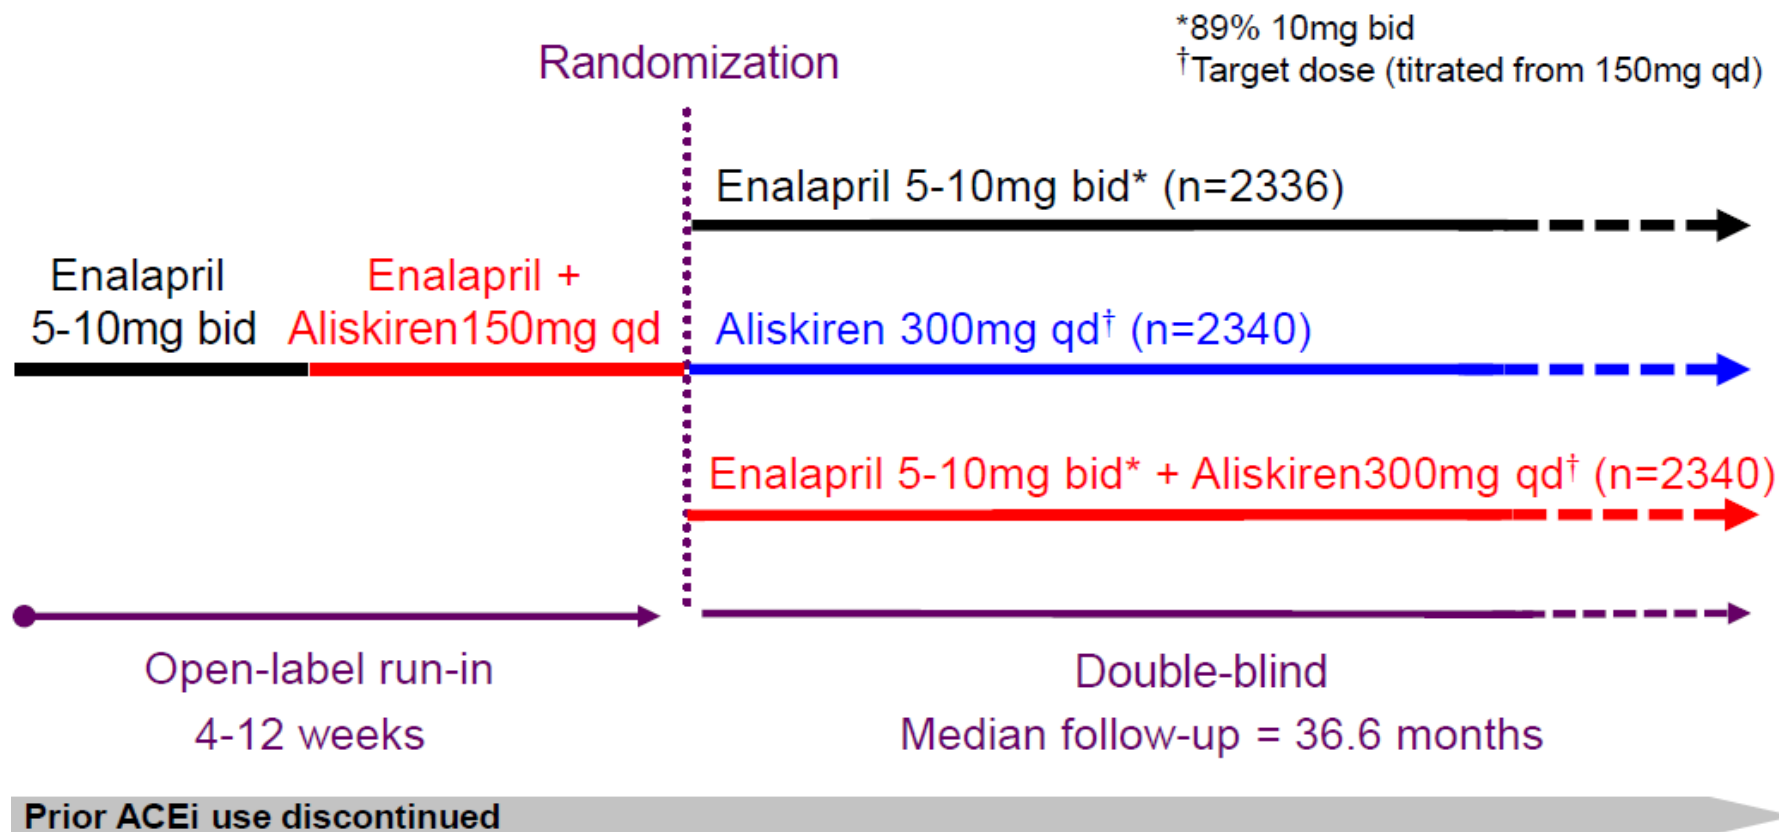 *89% 10mg bid
†Target dose (titrated from 150mg qd)
Randomization
Enalapril 5-10mg bid* (n=2336)
Enalapril
5-10mg bid
Enalapril +
Aliskiren150mg qd
Aliskiren 300mg qd† (n=2340)
Enalapril 5-10mg bid* + Aliskiren300mg qd† (n=2340)
Open-label run-in
4-12 weeks
Double-blind
Median follow-up = 36.6 months
Prior ACEi use discontinued